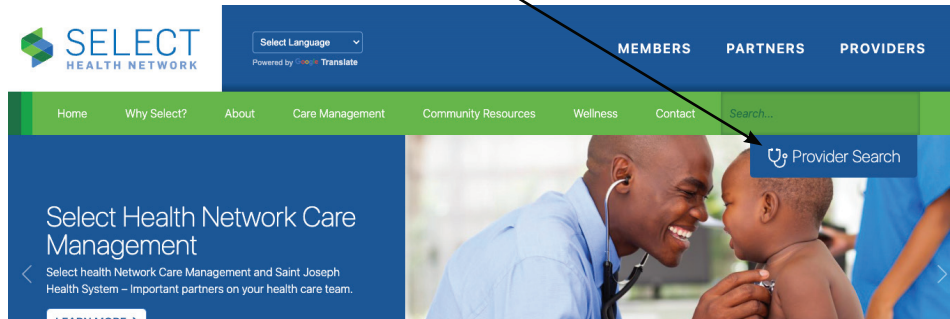 SELECT
HEALTH NETWORK
Select Language
Powered by Google Translate
MEMBERS PARTNERS PROVIDERS
Home Why Select? About Care Management Community Resources Wellness Contact Search...
Provider Search
Select Health Network Care
Management
Select health Network Care Management and Saint Joseph
Health System – Important partners on your health care team.
LEARN MORE